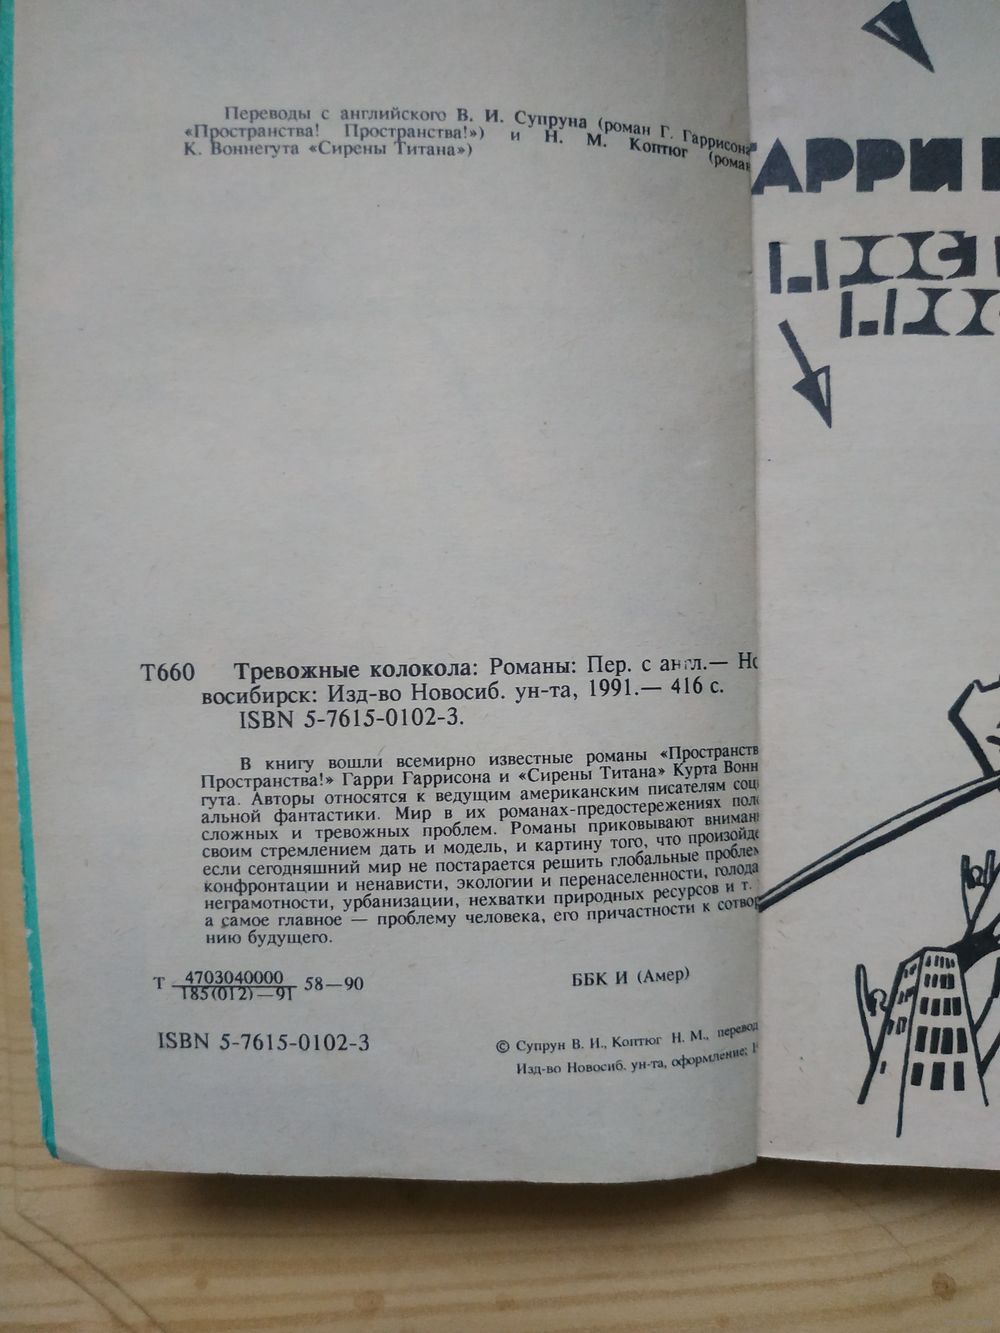 Переводы с английского В. И. Супруна (роман Г. Гаррисона
«Пространства! Пространства!») и Н. М. Коптюг (роман
К. Воннегута «Сирены Титана»)
АРРИ
Т660 Тревожные колокола: Романы: Пер. с англ.— Но
восибирск: Изд-во Новосиб. ун-та, 1991.— 416 с.
ISBN 5-7615-0102-3.
В книгу вошли всемирно известные романы «Пространств
Пространства!» Гарри Гаррисона и «Сирены Титана» Курта Вонн
гута. Авторы относятся к ведущим американским писателям соц
альной фантастики. Мир в их романах-предостережениях пол
сложных и тревожных проблем. Романы приковывают вниман
своим стремлением дать и модель, и картину того, что произойде
если сегодняшний мир не постарается решить глобальные проблем
конфронтации и ненависти, экологии и перенаселенности, голода
неграмотности, урбанизации, нехватки природных ресурсов и т.
а самое главное — проблему человека, его причастности к сотвор
нию будущего.
Т 4703040000 58—90
185(012)—91
ББК И (Амер)
ISBN 5-7615-0102-3
© Супрун В. И., Коптюг Н. М., перевод
Изд-во Новосиб. ун-та, оформление;